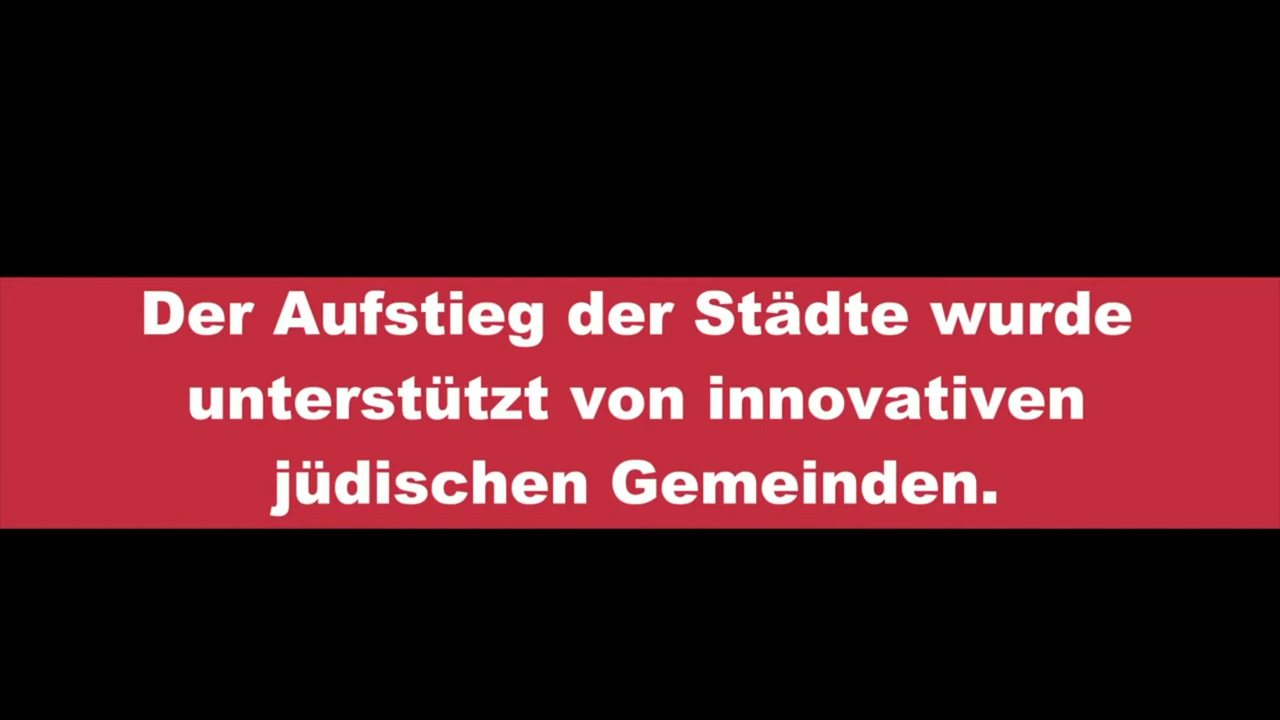 Der Aufstieg der Städte wurde
unterstützt von innovativen
jüdischen Gemeinden.